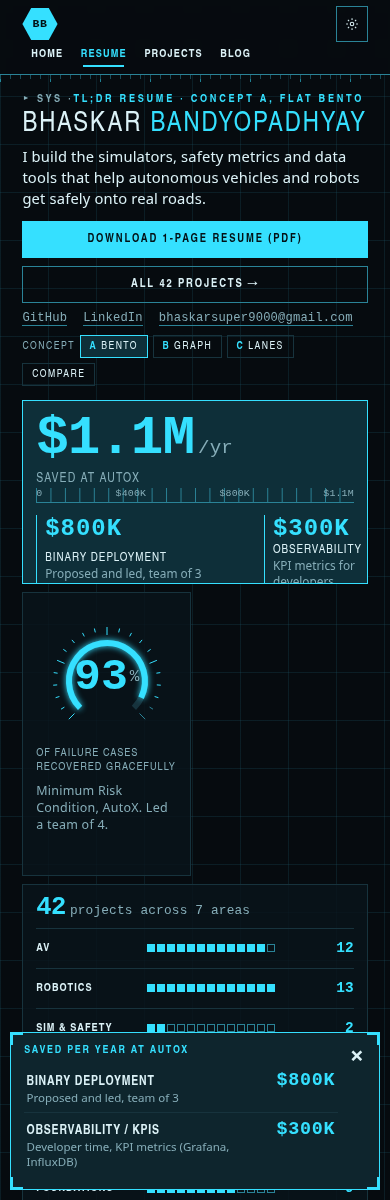 BB
HOME RESUME PROJECTS BLOG
‣ SYS ·TL;DR RESUME · CONCEPT A, FLAT BENTO
BHASKAR BANDYOPADHYAY
I build the simulators, safety metrics and data
tools that help autonomous vehicles and robots
get safely onto real roads.
DOWNLOAD 1-PAGE RESUME (PDF)
ALL 42 PROJECTS →
GitHub LinkedIn bhaskarsuper9000@gmail.com
CONCEPT A BENTO B GRAPH C LANES
COMPARE
$1.1M /yr
SAVED AT AUTOX
0 $400K $800K $1.1M
$800K $300K
BINARY DEPLOYMENT OBSERVABILITY
Proposed and led, team of 3 KPI metrics for
developers
93%
OF FAILURE CASES
RECOVERED GRACEFULLY
Minimum Risk
Condition, AutoX. Led
a team of 4.
42 projects across 7 areas
AV 12
ROBOTICS 13
SIM & SAFETY 2
SAVED PER YEAR AT AUTOX ×
BINARY DEPLOYMENT $800K
Proposed and led, team of 3
OBSERVABILITY / KPIS $300K
Developer time, KPI metrics (Grafana,
InfluxDB)